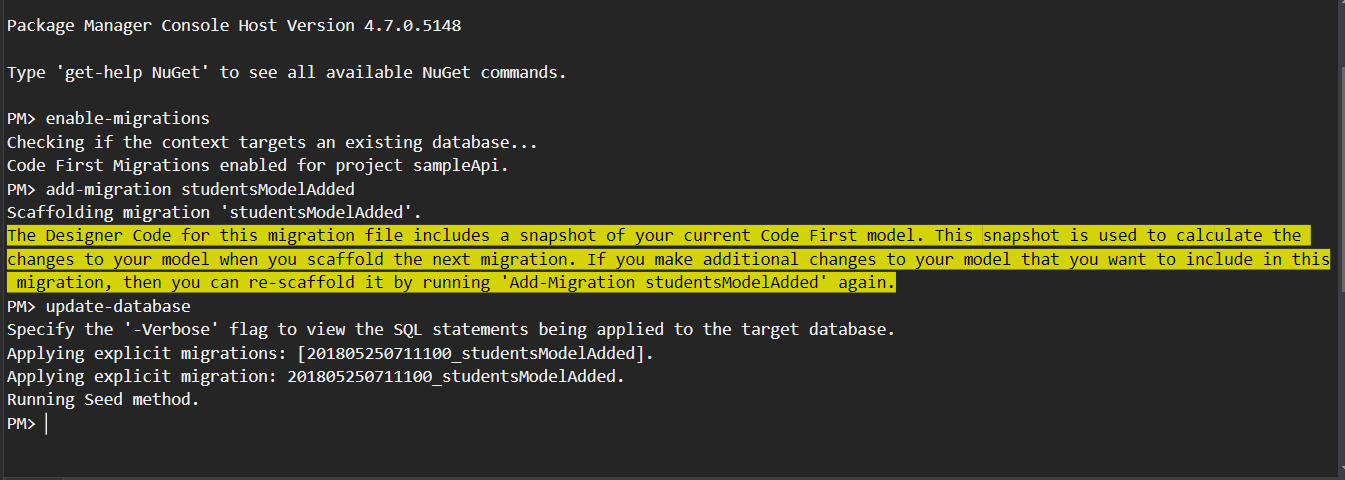 Package Manager Console Host Version 4.7.0.5148
Type 'get-help NuGet' to see all available NuGet commands.
PM> enable-migrations
Checking if the context targets an existing database...
Code First Migrations enabled for project sampleApi.
PM> add-migration studentsModelAdded
Scaffolding migration 'studentsModelAdded'.
The Designer Code for this migration file includes a snapshot of your current Code First model. This snapshot is used to calculate the
changes to your model when you scaffold the next migration. If you make additional changes to your model that you want to include in this
 migration, then you can re-scaffold it by running 'Add-Migration studentsModelAdded' again.
PM> update-database
Specify the '-Verbose' flag to view the SQL statements being applied to the target database.
Applying explicit migrations: [201805250711100_studentsModelAdded].
Applying explicit migration: 201805250711100_studentsModelAdded.
Running Seed method.
PM>